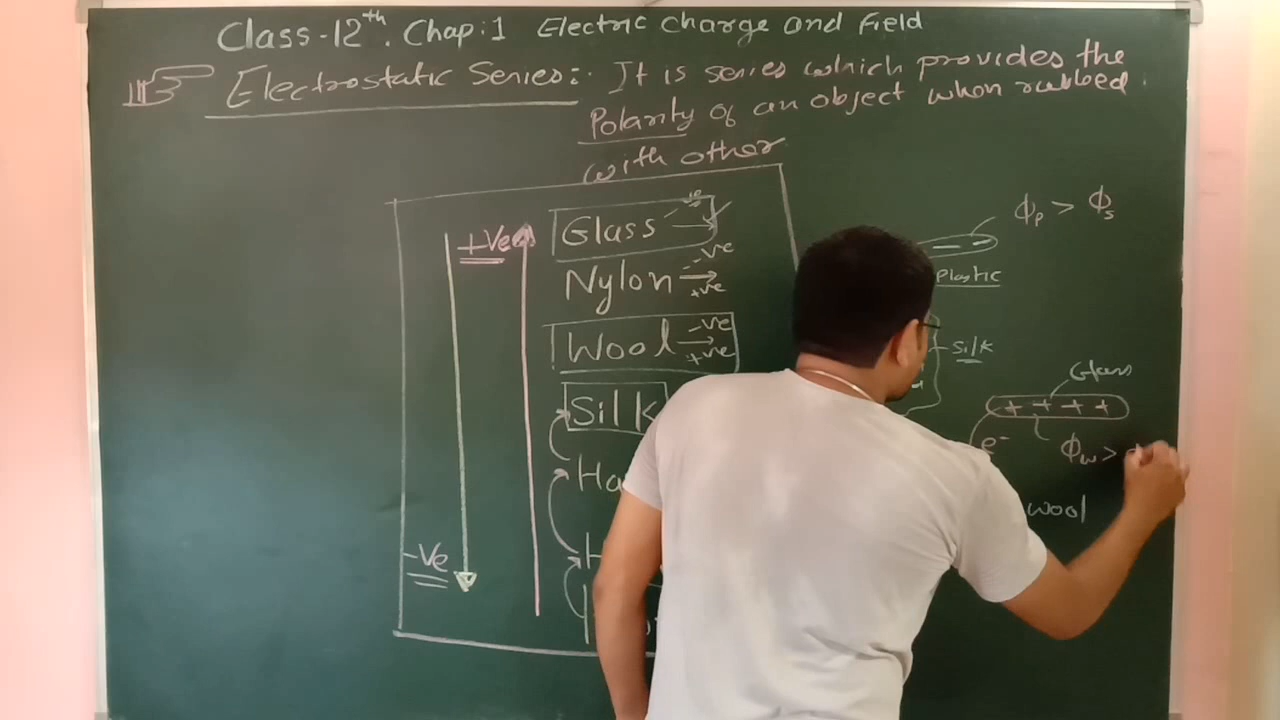 Class-12th. Chap:1 Electric Charge and Field
Electrostatic Series:- It is series which provides the
Polarity of an object when rubbed
with other
+Ve
Glass
Nylon -ve
+ve
Wool -ve
+ve
Silk
-Ve
ϕp > ϕs
Plastic
Silk
Glass
+ + + +
e-
ϕw >
wool